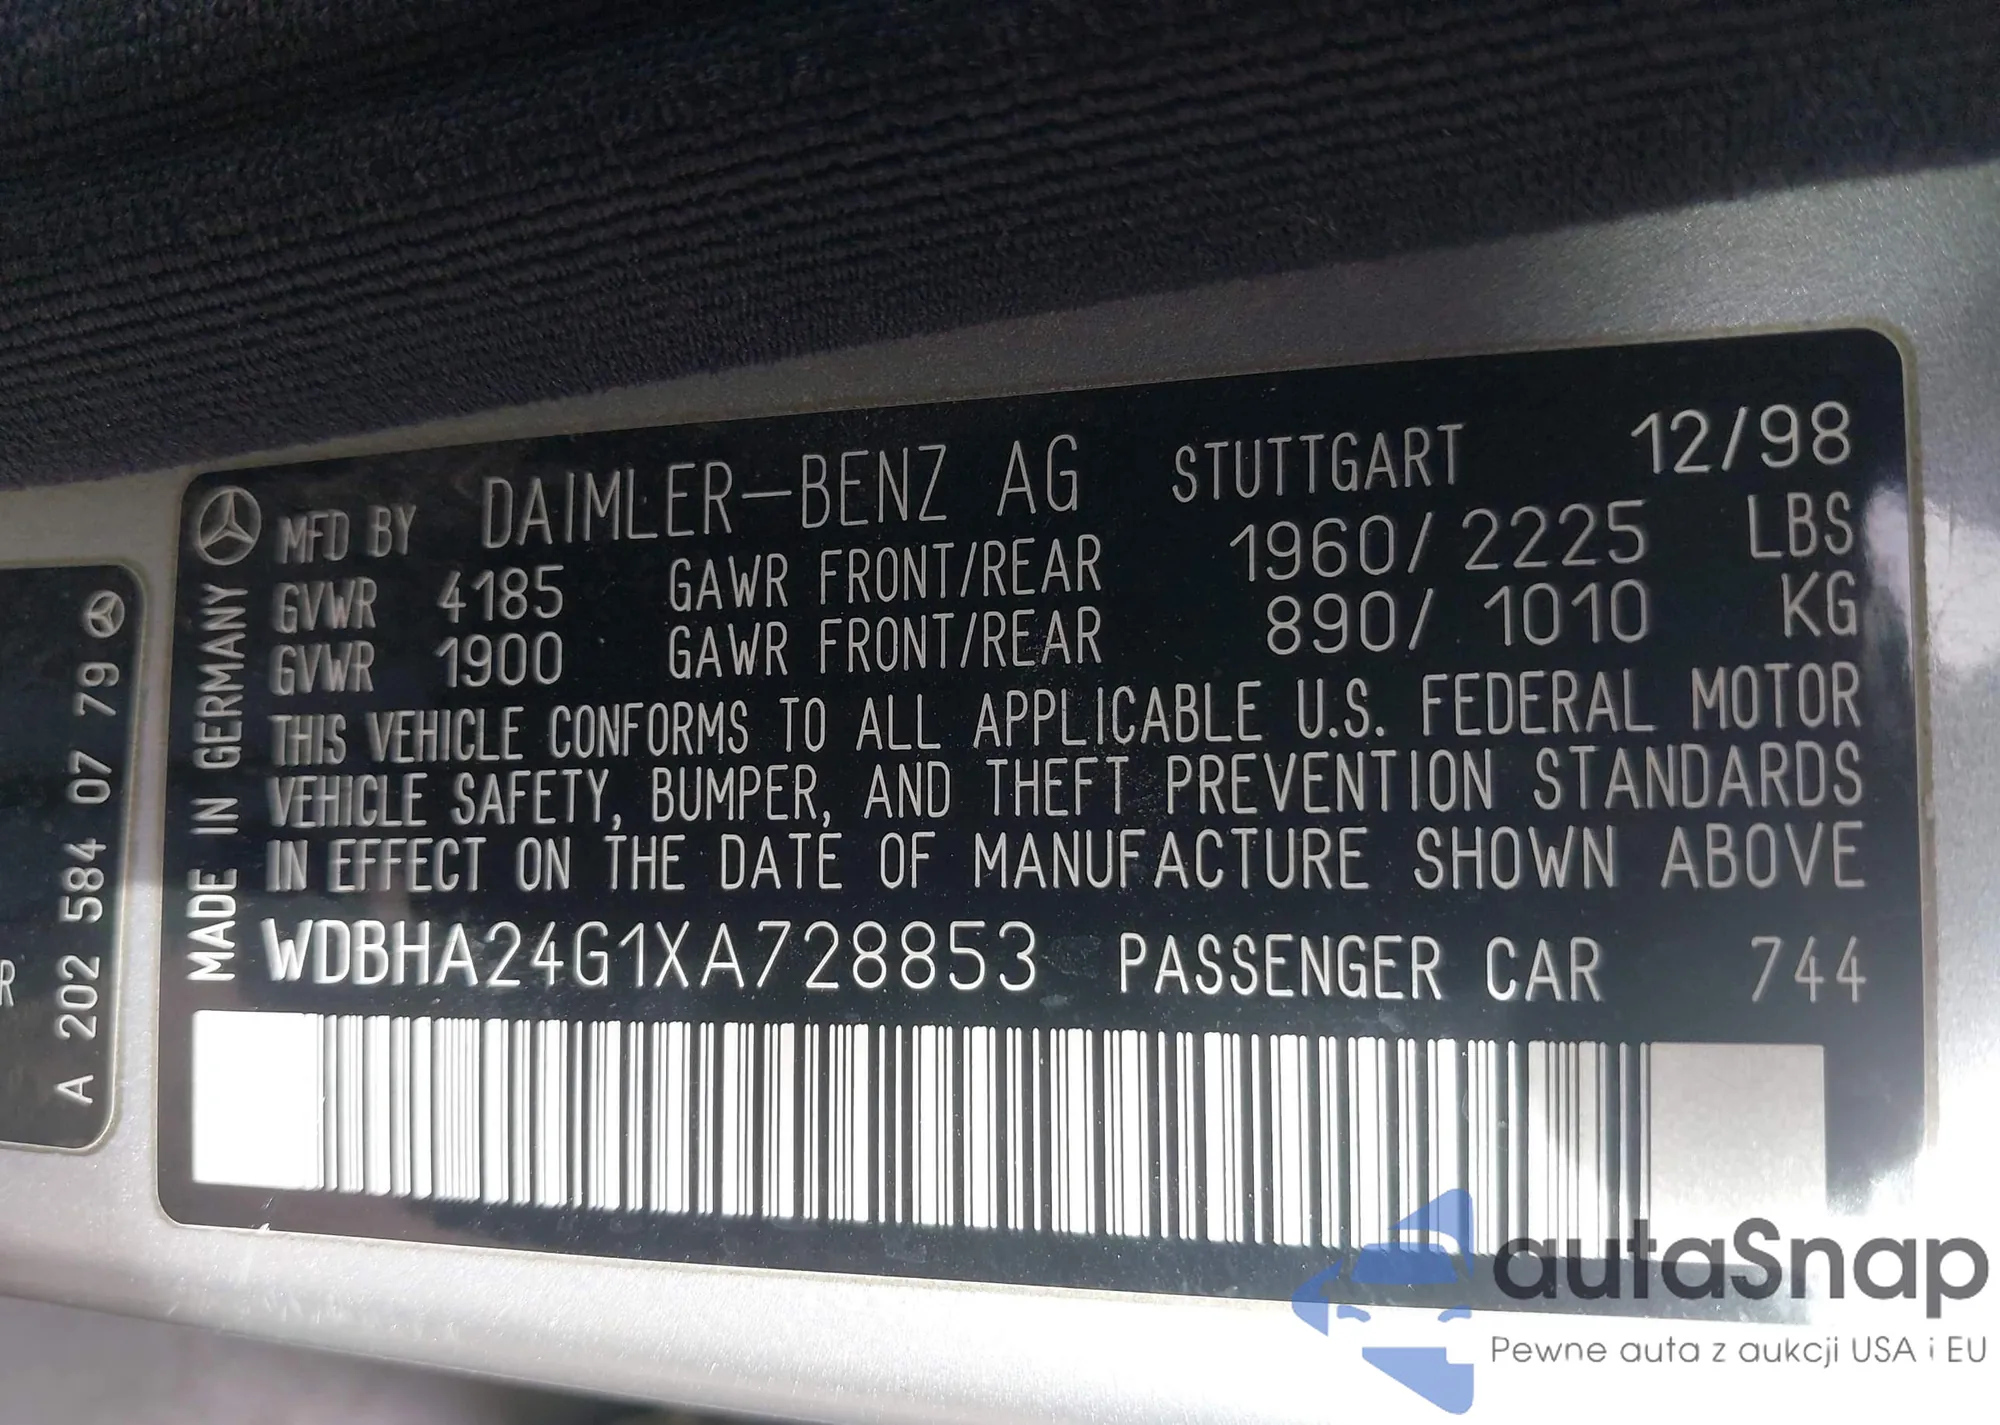 MFD BY DAIMLER-BENZ AG STUTTGART 12/98
GVWR 4185 GAWR FRONT/REAR 1960/2225 LBS
GVWR 1900 GAWR FRONT/REAR 890/1010 KG
THIS VEHICLE CONFORMS TO ALL APPLICABLE U.S. FEDERAL MOTOR
VEHICLE SAFETY, BUMPER, AND THEFT PREVENTION STANDARDS
IN EFFECT ON THE DATE OF MANUFACTURE SHOWN ABOVE
WDBHA24G1XA728853 PASSENGER CAR 744
MADE IN GERMANY
A 202 584 07 79
R
autaSnap
Pewne auta z aukcji USA i EU